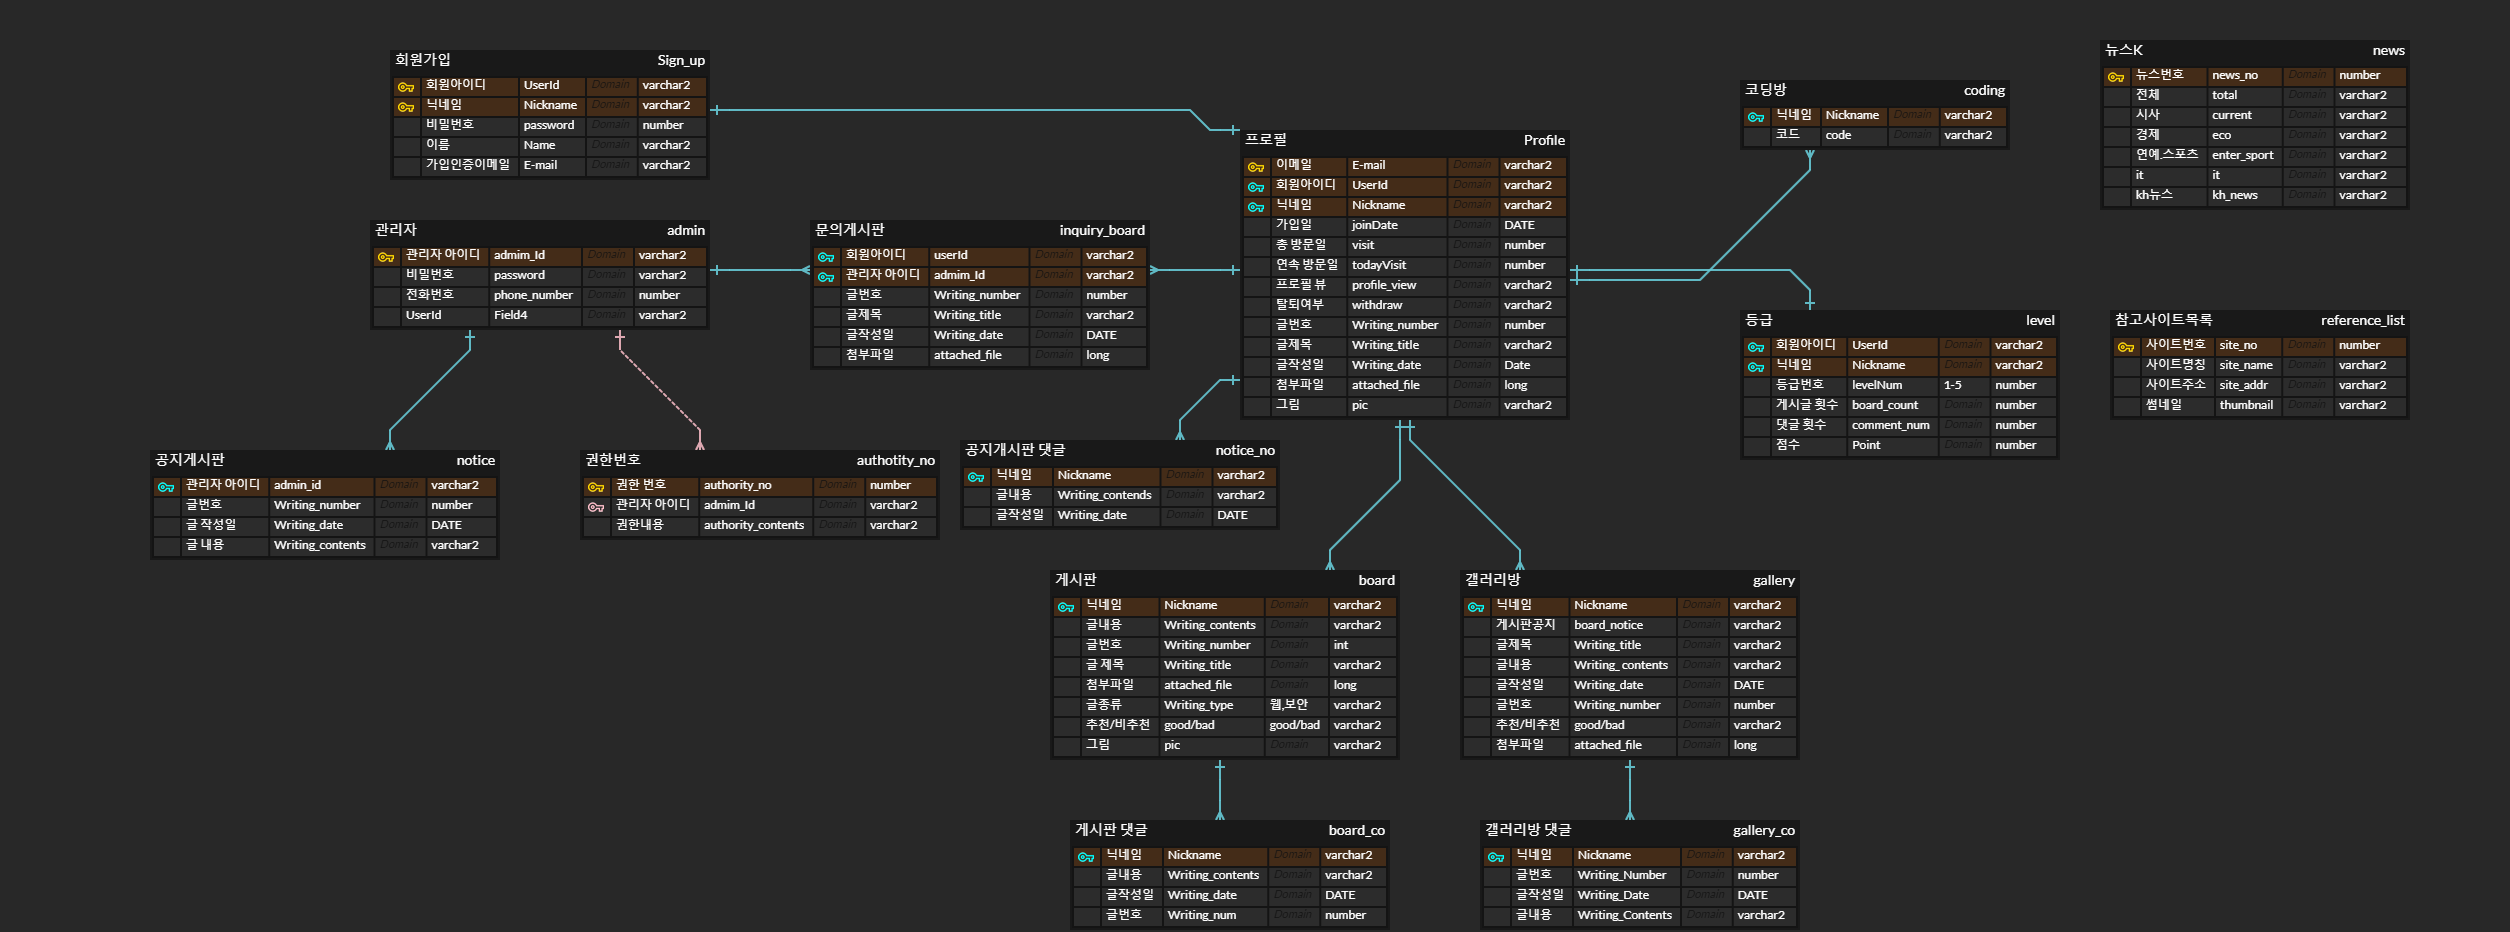 회원가입 Sign_up
회원아이디 UserId Domain varchar2
닉네임 Nickname Domain varchar2
비밀번호 password Domain number
이름 Name Domain varchar2
가입인증이메일 E-mail Domain varchar2
관리자 admin
관리자 아이디 admim_Id Domain varchar2
비밀번호 password Domain varchar2
전화번호 phone_number Domain number
UserId Field4 Domain varchar2
문의게시판 inquiry_board
회원아이디 userId Domain varchar2
관리자 아이디 admim_Id Domain varchar2
글번호 Writing_number Domain number
글제목 Writing_title Domain varchar2
글작성일 Writing_date Domain DATE
첨부파일 attached_file Domain long
프로필 Profile
이메일 E-mail Domain varchar2
회원아이디 UserId Domain varchar2
닉네임 Nickname Domain varchar2
가입일 joinDate Domain DATE
총 방문일 visit Domain number
연속 방문일 todayVisit Domain number
프로필 뷰 profile_view Domain varchar2
탈퇴여부 withdraw Domain varchar2
글번호 Writing_number Domain number
글제목 Writing_title Domain varchar2
글작성일 Writing_date Domain Date
첨부파일 attached_file Domain long
그림 pic Domain varchar2
코딩방 coding
닉네임 Nickname Domain varchar2
코드 code Domain varchar2
뉴스K news
뉴스번호 news_no Domain number
전체 total Domain varchar2
시사 current Domain varchar2
경제 eco Domain varchar2
연예.스포츠 enter_sport Domain varchar2
it it Domain varchar2
kh뉴스 kh_news Domain varchar2
등급 level
회원아이디 UserId Domain varchar2
닉네임 Nickname Domain varchar2
등급번호 levelNum 1-5 number
게시글 횟수 board_count Domain number
댓글 횟수 comment_num Domain number
점수 Point Domain number
참고사이트목록 reference_list
사이트번호 site_no Domain number
사이트명칭 site_name Domain varchar2
사이트주소 site_addr Domain varchar2
썸네일 thumbnail Domain varchar2
공지게시판 notice
관리자 아이디 admin_id Domain varchar2
글번호 Writing_number Domain number
글 작성일 Writing_date Domain DATE
글 내용 Writing_contents Domain varchar2
권한번호 authotity_no
권한 번호 authority_no Domain number
관리자 아이디 admim_Id Domain varchar2
권한내용 authority_contents Domain varchar2
공지게시판 댓글 notice_no
닉네임 Nickname Domain varchar2
글내용 Writing_contends Domain varchar2
글작성일 Writing_date Domain DATE
게시판 board
닉네임 Nickname Domain varchar2
글내용 Writing_contents Domain varchar2
글번호 Writing_number Domain int
글 제목 Writing_title Domain varchar2
첨부파일 attached_file Domain long
글종류 Writing_type 웹,보안 varchar2
추천/비추천 good/bad good/bad varchar2
그림 pic Domain varchar2
갤러리방 gallery
닉네임 Nickname Domain varchar2
게시판공지 board_notice Domain varchar2
글제목 Writing_title Domain varchar2
글내용 Writing_contents Domain varchar2
글작성일 Writing_date Domain DATE
글번호 Writing_number Domain number
추천/비추천 good/bad Domain varchar2
첨부파일 attached_file Domain long
게시판 댓글 board_co
닉네임 Nickname Domain varchar2
글내용 Writing_contents Domain varchar2
글작성일 Writing_date Domain DATE
글번호 Writing_num Domain number
갤러리방 댓글 gallery_co
닉네임 Nickname Domain varchar2
글번호 Writing_Number Domain number
글작성일 Writing_Date Domain DATE
글내용 Writing_Contents Domain varchar2